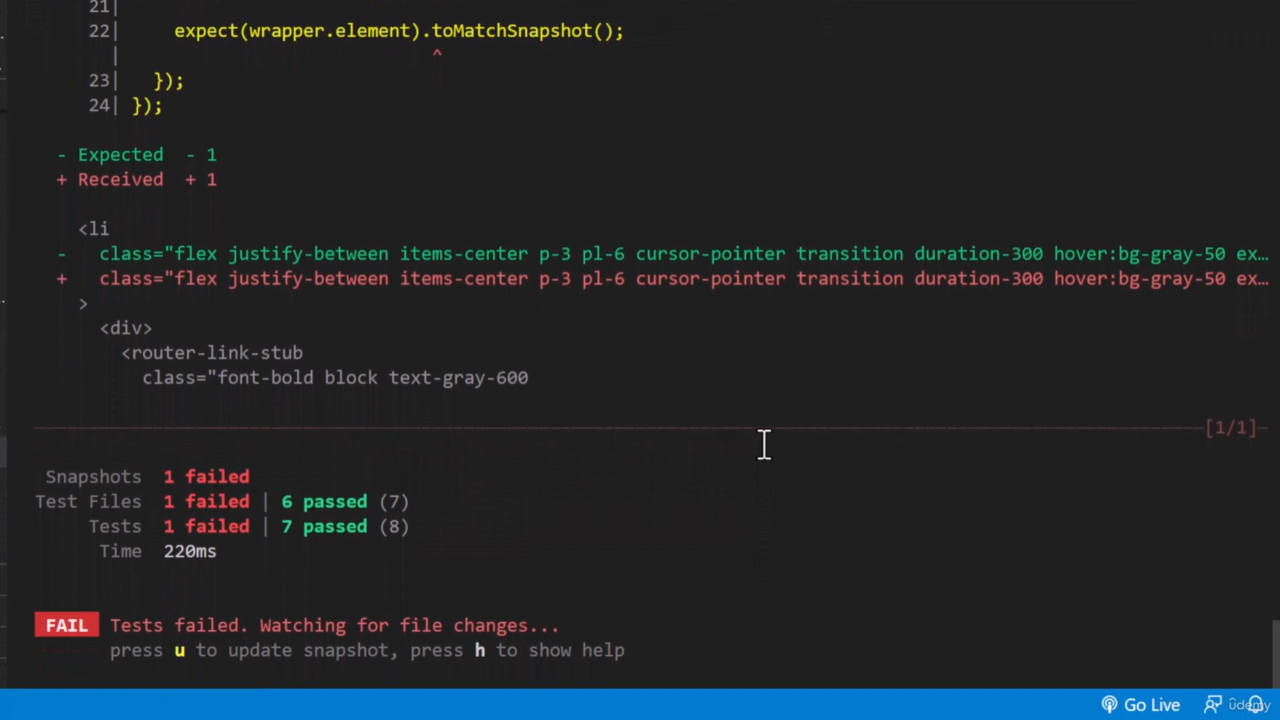 21|
22|     expect(wrapper.element).toMatchSnapshot();
|                             ^
23|   });
24| });
- Expected  - 1
+ Received  + 1
<li
-   class="flex justify-between items-center p-3 pl-6 cursor-pointer transition duration-300 hover:bg-gray-50 ex…
+   class="flex justify-between items-center p-3 pl-6 cursor-pointer transition duration-300 hover:bg-gray-50 ex…
>
<div>
<router-link-stub
class="font-bold block text-gray-600
[1/1]
Snapshots  1 failed
Test Files  1 failed | 6 passed (7)
Tests  1 failed | 7 passed (8)
Time  220ms
FAIL  Tests failed. Watching for file changes...
press u to update snapshot, press h to show help
Go Live
udemy